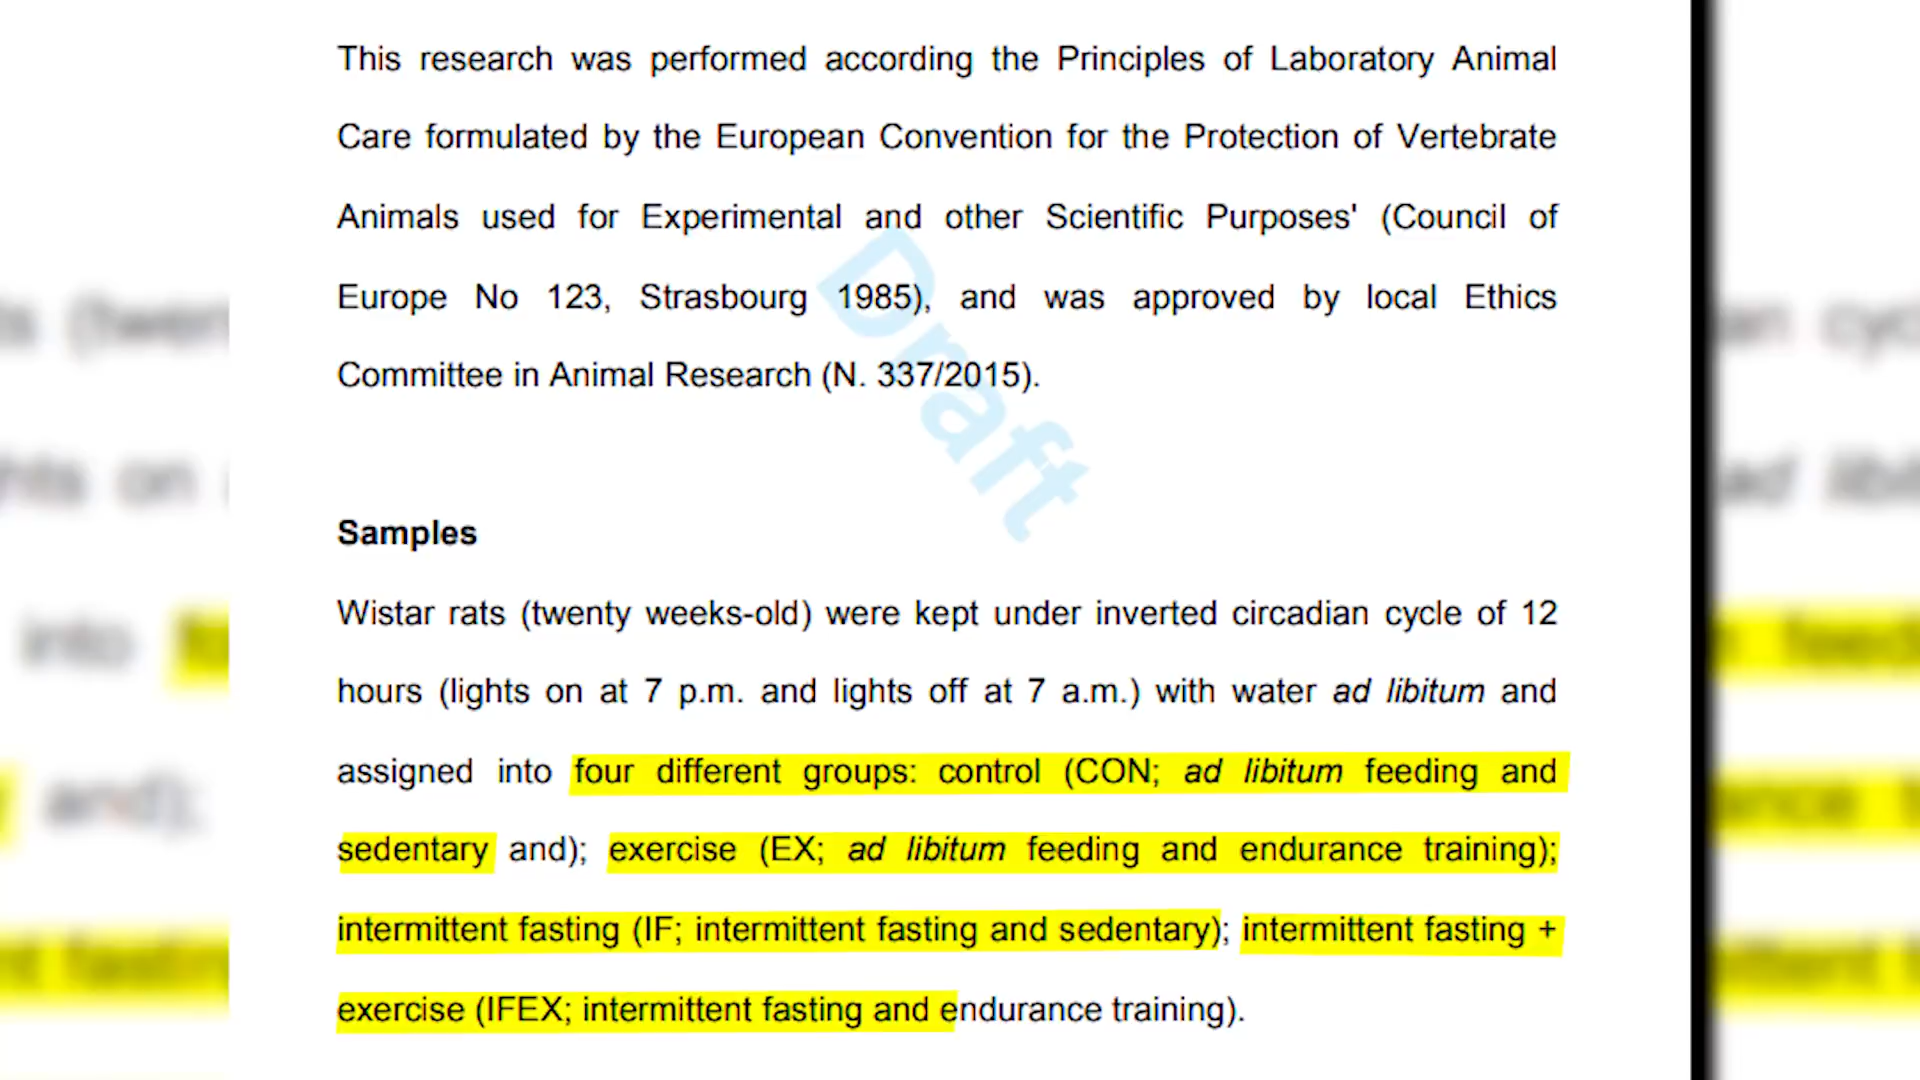 This research was performed according the Principles of Laboratory Animal
Care formulated by the European Convention for the Protection of Vertebrate
Animals used for Experimental and other Scientific Purposes' (Council of
Europe No 123, Strasbourg 1985), and was approved by local Ethics
Committee in Animal Research (N. 337/2015).
Draft
Samples
Wistar rats (twenty weeks-old) were kept under inverted circadian cycle of 12
hours (lights on at 7 p.m. and lights off at 7 a.m.) with water ad libitum and
assigned into four different groups: control (CON; ad libitum feeding and
sedentary and); exercise (EX; ad libitum feeding and endurance training);
intermittent fasting (IF; intermittent fasting and sedentary); intermittent fasting +
exercise (IFEX; intermittent fasting and endurance training).